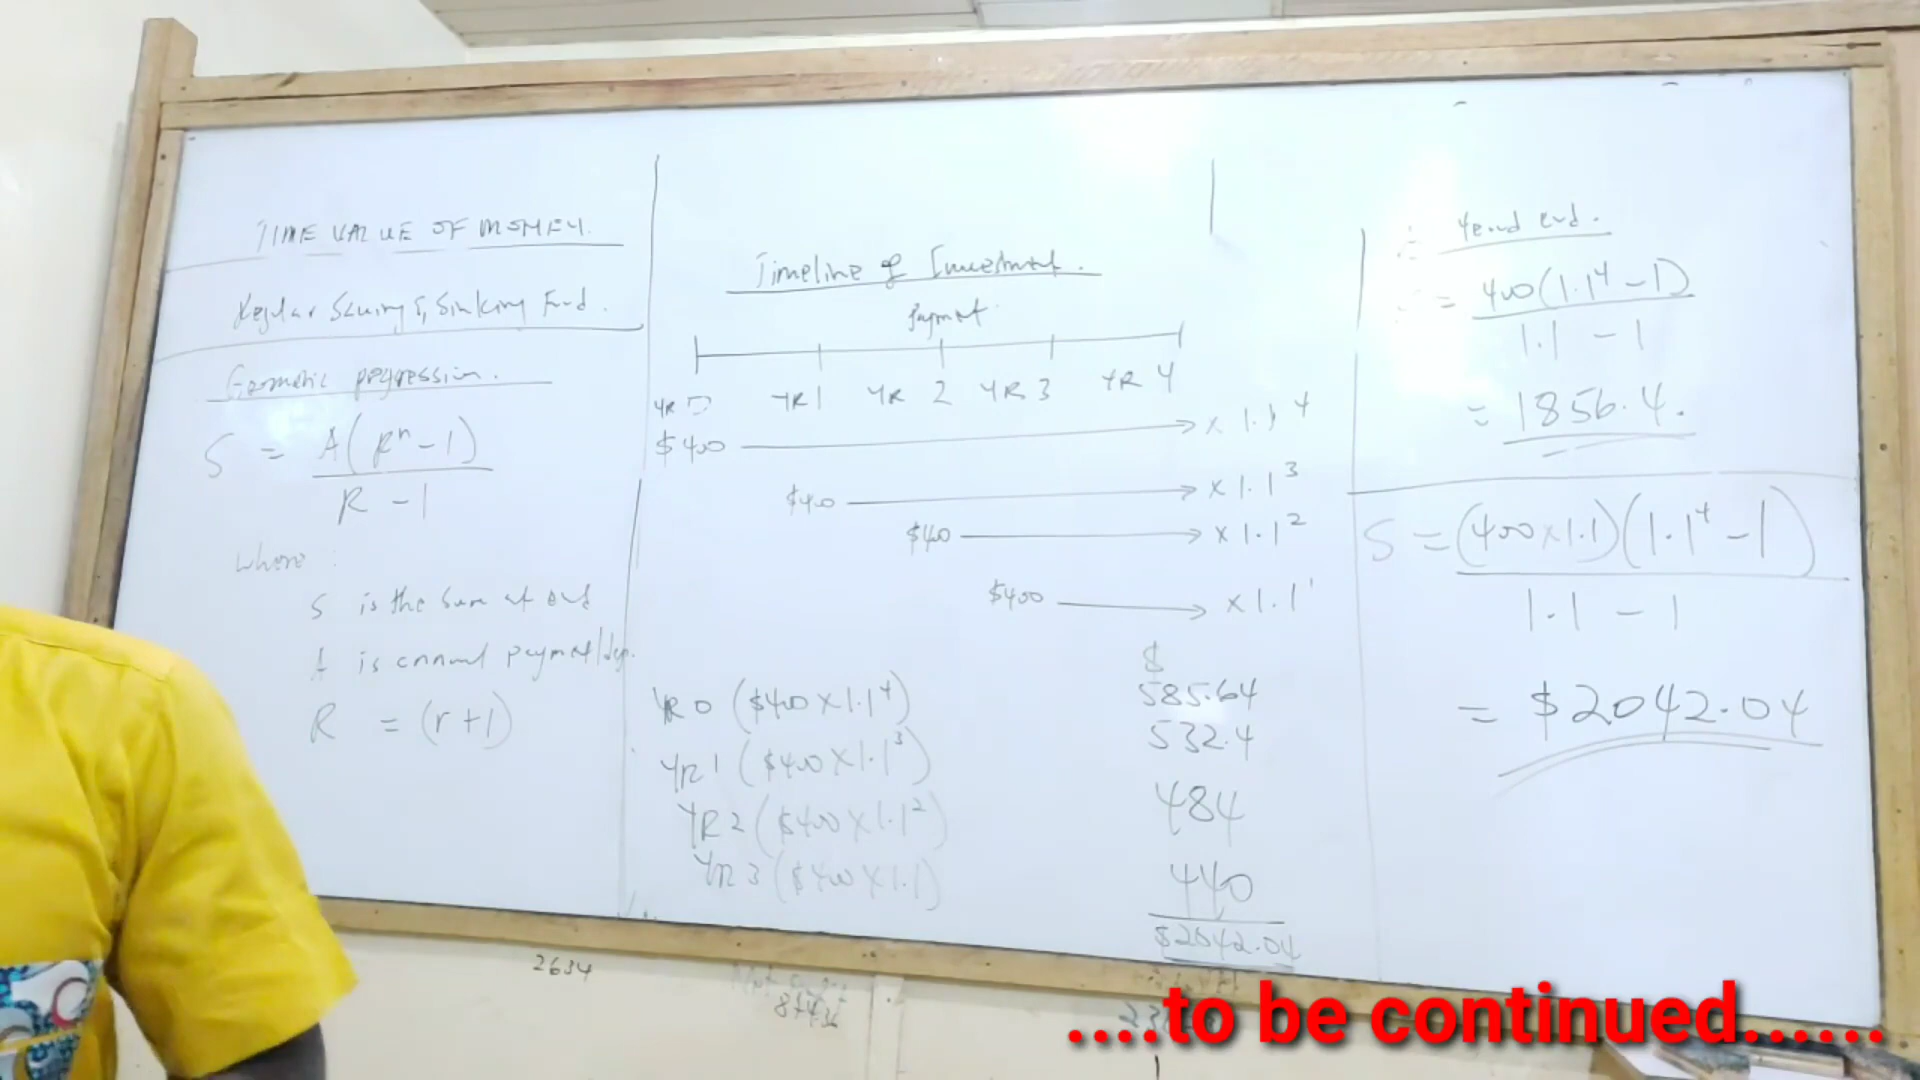 TIME VALUE OF MONEY.
Regular Saving & Sinking Fund.
Geometric progression.
S = A(R^n - 1)
R - 1
where :
S is the sum at end
A is annual payment/dep.
R = (r+1)
Timeline of Investment.
Payment
YR 0 YR 1 YR 2 YR 3 YR 4
$400 → × 1.1^4
$400 → × 1.1^3
$400 → × 1.1^2
$400 → × 1.1^1
$
YR 0 ($400 × 1.1^4) 585.64
YR 1 ($400 × 1.1^3) 532.4
YR 2 ($400 × 1.1^2) 484
YR 3 ($400 × 1.1) 440
$2042.04
Year end.
= 400(1.1^4 - 1)
1.1 - 1
= 1856.4.
S = (400 × 1.1)(1.1^4 - 1)
1.1 - 1
= $2042.04
2634
....to be continued......